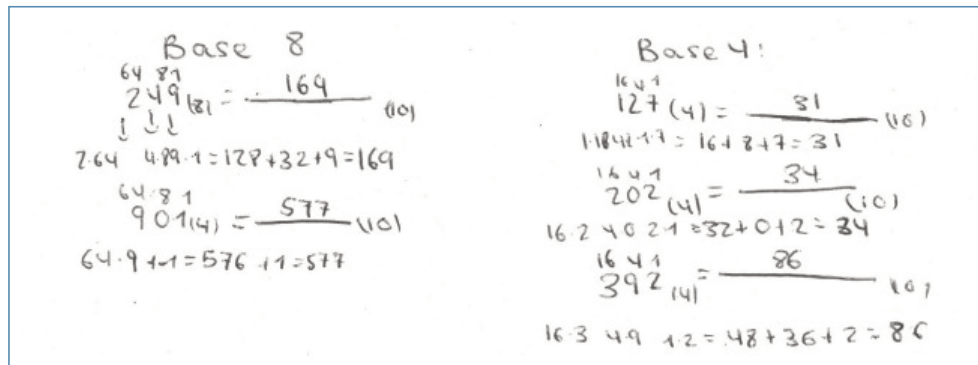 Base 8
64 8 1
249(8) = 169 (10)
2·64 4·8 9·1 = 128+32+9=169
64 8 1
901(4) = 577 (10)
64·9+1=576+1=577
Base 4:
16 4 1
127(4) = 31 (10)
1·16 4·2 1·7 = 16+8+7=31
16 4 1
202(4) = 34 (10)
16·2 4·0 2·1=32+0+2=34
16 4 1
392(4) = 86 (10)
16·3 4·9 1·2=48+36+2=86